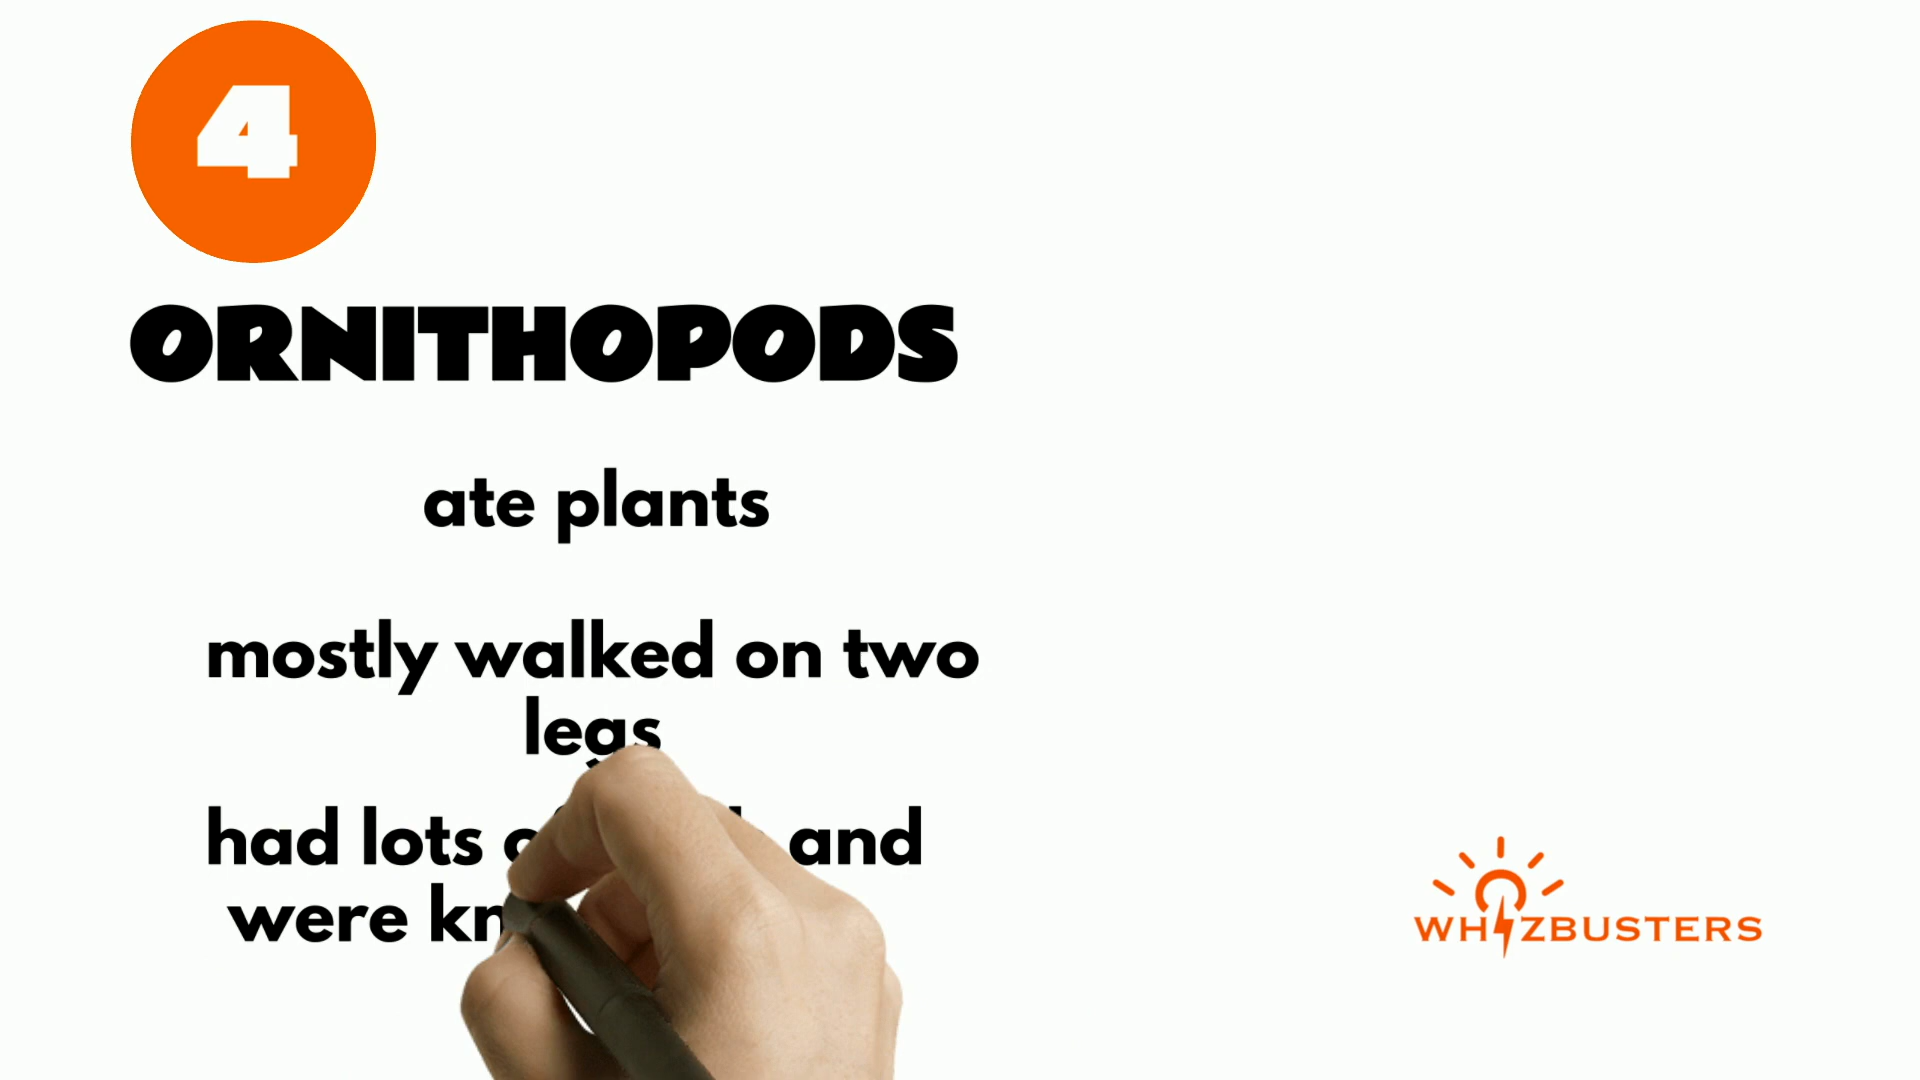 4
ORNITHOPODS
ate plants
mostly walked on two
legs
had lots and
were
WHIZBUSTERS